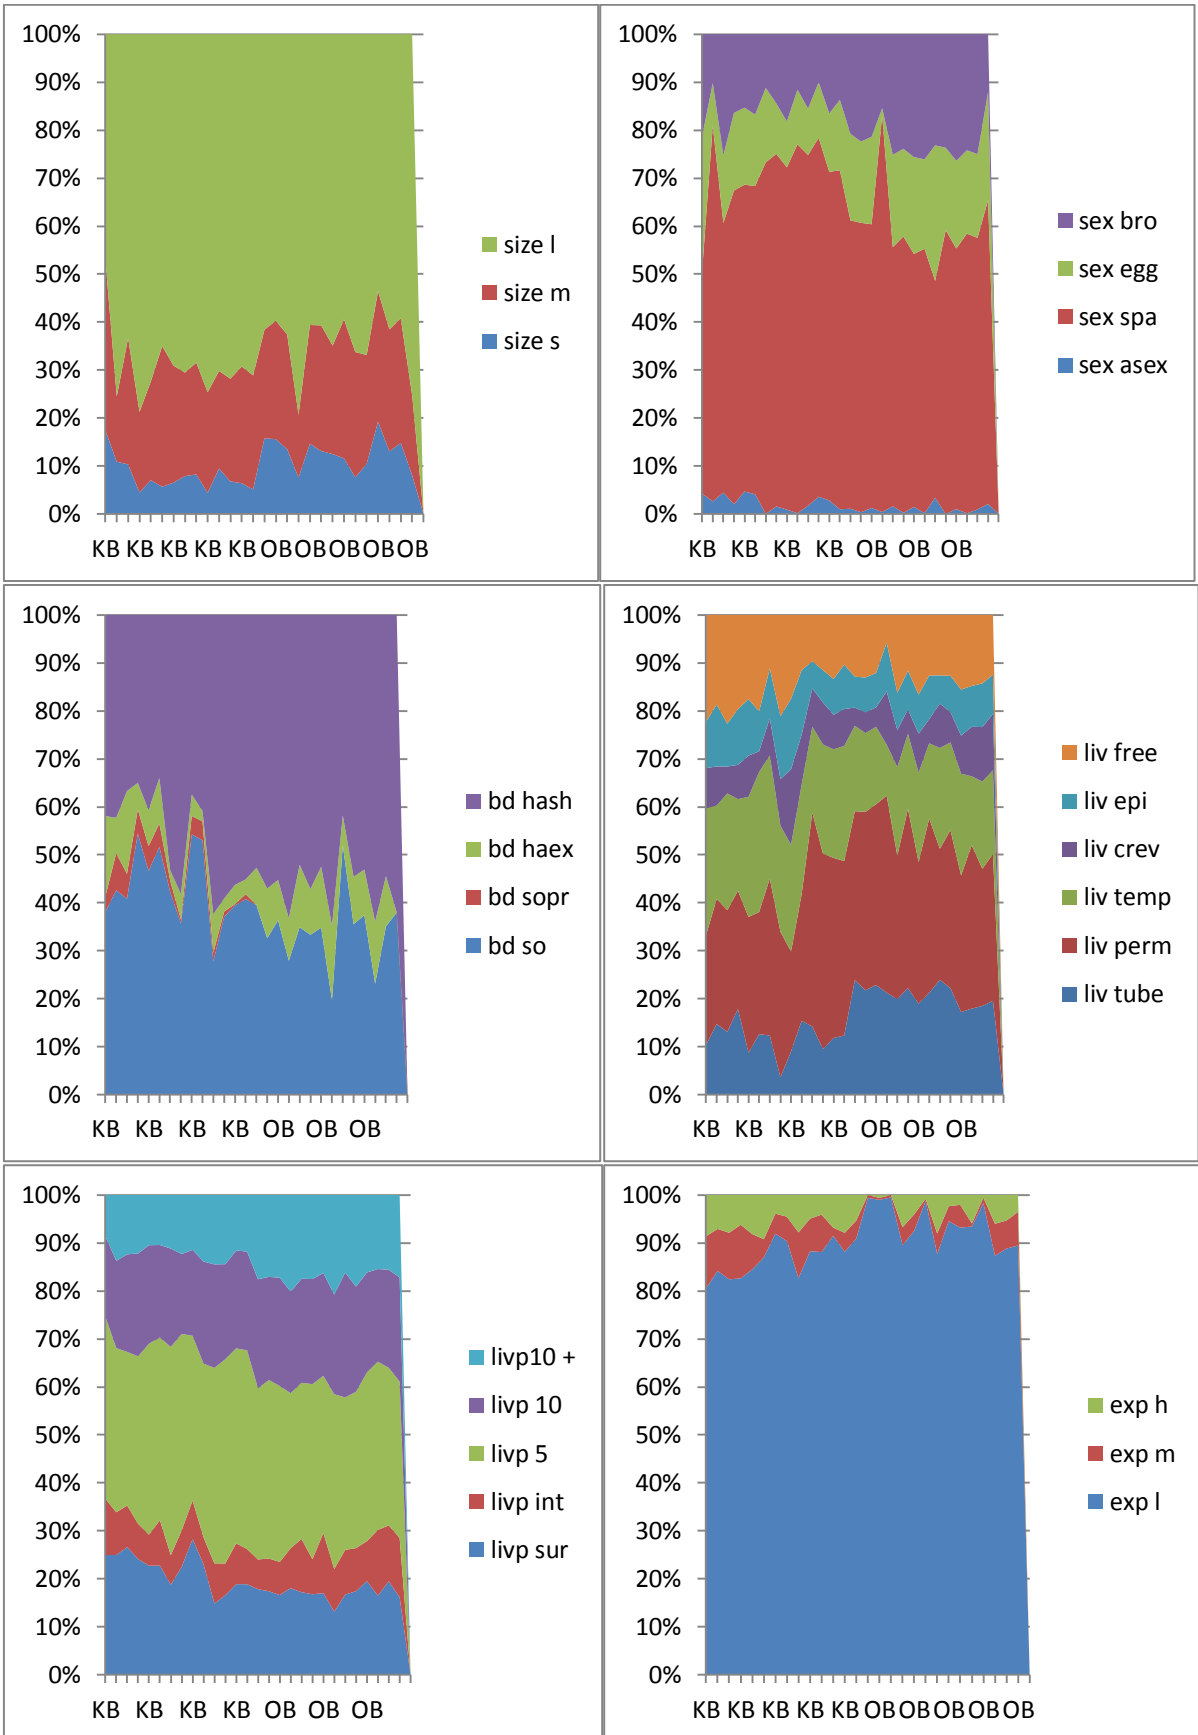 100%
90%
80%
70%
60%
50%
40%
30%
20%
10%
0%
KB KB KB KB KB OB OB OB OB OB
size l
size m
size s
100%
90%
80%
70%
60%
50%
40%
30%
20%
10%
0%
KB KB KB KB OB OB OB
sex bro
sex egg
sex spa
sex asex
100%
90%
80%
70%
60%
50%
40%
30%
20%
10%
0%
KB KB KB KB OB OB OB
bd hash
bd haex
bd sopr
bd so
100%
90%
80%
70%
60%
50%
40%
30%
20%
10%
0%
KB KB KB KB OB OB OB
liv free
liv epi
liv crev
liv temp
liv perm
liv tube
100%
90%
80%
70%
60%
50%
40%
30%
20%
10%
0%
KB KB KB KB OB OB OB
livp10 +
livp 10
livp 5
livp int
livp sur
100%
90%
80%
70%
60%
50%
40%
30%
20%
10%
0%
KB KB KB KB KB OB OB OB OB OB
exp h
exp m
exp l